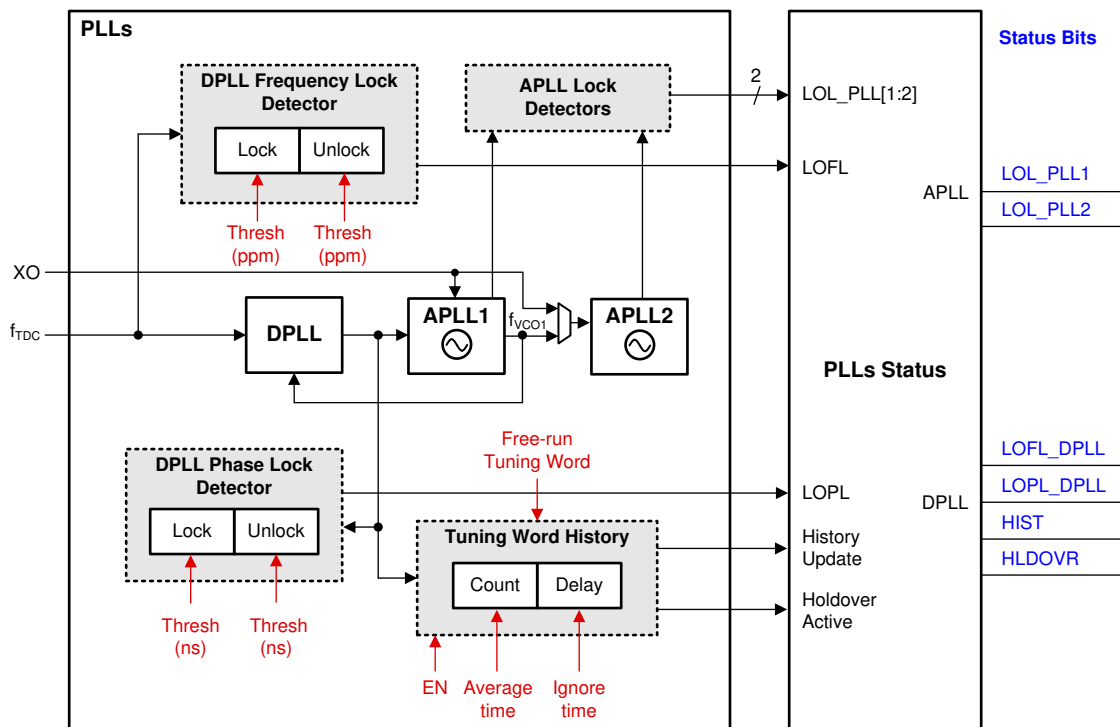 PLLs
Status Bits
DPLL Frequency Lock
Detector
Lock
Unlock
Thresh
(ppm)
Thresh
(ppm)
APLL Lock
Detectors
2
LOL_PLL[1:2]
LOFL
APLL
LOL_PLL1
LOL_PLL2
XO
fTDC
DPLL
APLL1
fVCO1
APLL2
PLLs Status
DPLL Phase Lock
Detector
Lock
Unlock
Thresh
(ns)
Thresh
(ns)
Free-run
Tuning Word
Tuning Word History
Count
Delay
EN
Average
time
Ignore
time
LOPL
History
Update
Holdover
Active
DPLL
LOFL_DPLL
LOPL_DPLL
HIST
HLDOVR